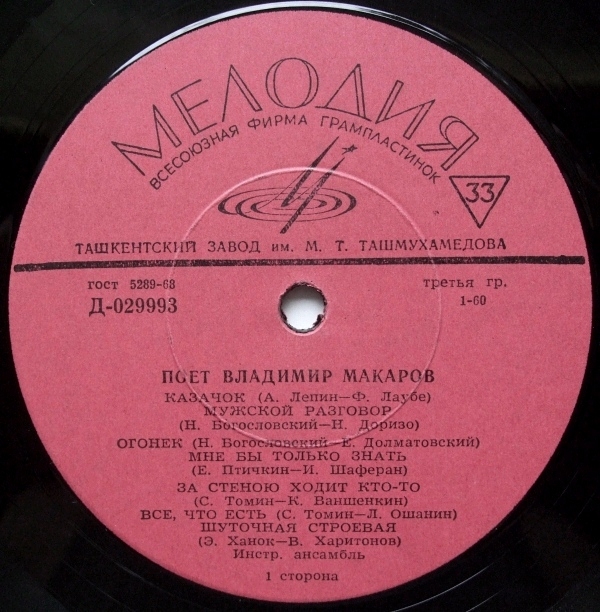 МЕЛОДИЯ
ВСЕСОЮЗНАЯ ФИРМА ГРАМПЛАСТИНОК
33
ТАШКЕНТСКИЙ ЗАВОД им. М. Т. ТАШМУХАМЕДОВА
ГОСТ 5289-68
третья гр.
Д-029993
1-60
ПОЕТ ВЛАДИМИР МАКАРОВ
КАЗАЧОК (А. Лепин—Ф. Лаубе)
МУЖСКОЙ РАЗГОВОР
(Н. Богословский—Н. Доризо)
ОГОНЕК (Н. Богословский—Е. Долматовский)
МНЕ БЫ ТОЛЬКО ЗНАТЬ
(Е. Птичкин—И. Шаферан)
ЗА СТЕНОЮ ХОДИТ КТО-ТО
(С. Томин—К. Ваншенкин)
ВСЕ, ЧТО ЕСТЬ (С. Томин—Л. Ошанин)
ШУТОЧНАЯ СТРОЕВАЯ
(Э. Ханок—В. Харитонов)
Инстр. ансамбль
1 сторона